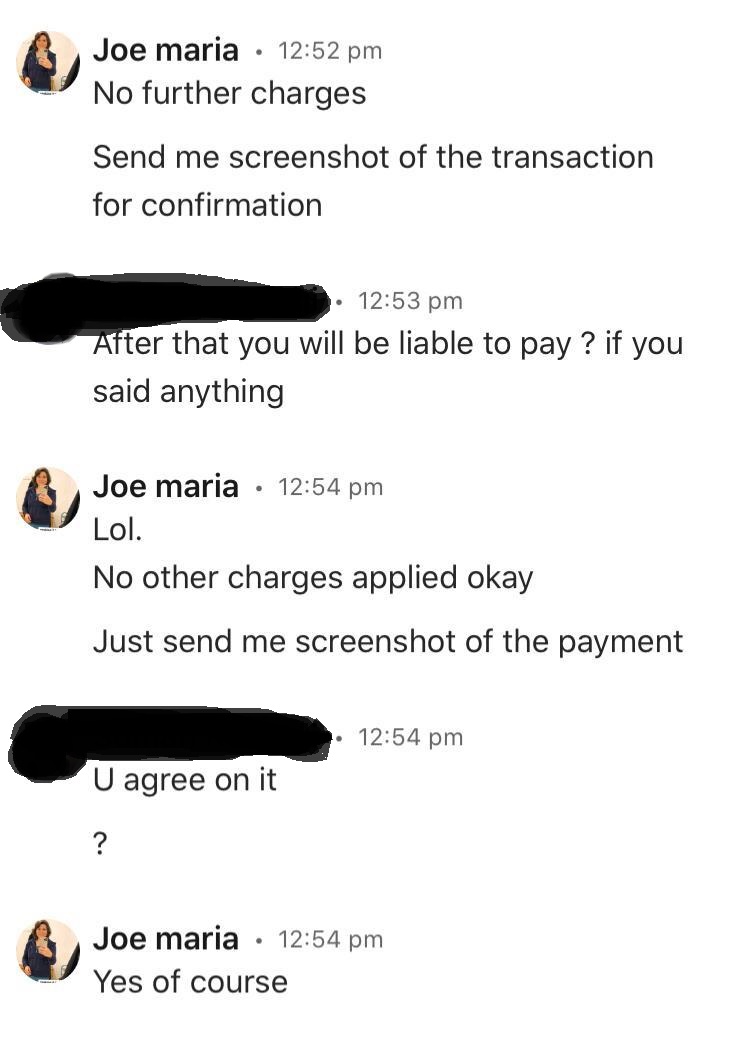 Joe maria • 12:52 pm
No further charges
Send me screenshot of the transaction
for confirmation
• 12:53 pm
After that you will be liable to pay ? if you
said anything
Joe maria • 12:54 pm
Lol.
No other charges applied okay
Just send me screenshot of the payment
• 12:54 pm
U agree on it
?
Joe maria • 12:54 pm
Yes of course